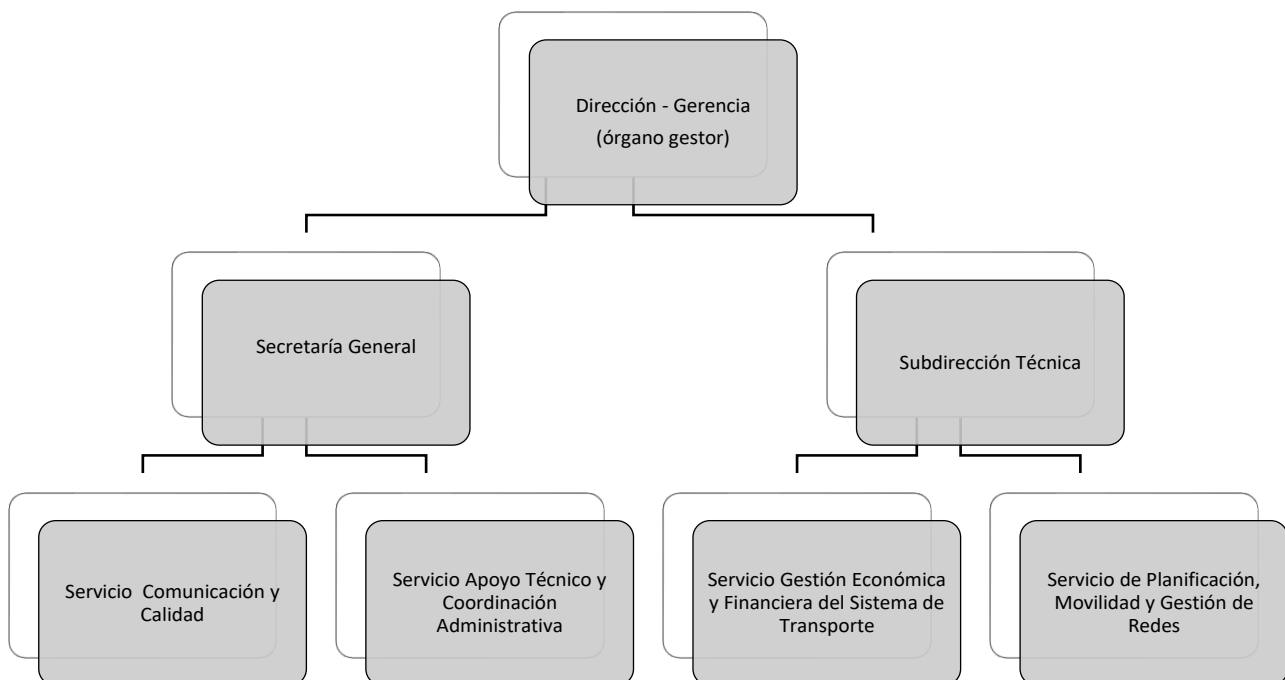 Dirección - Gerencia
(órgano gestor)
Secretaría General
Subdirección Técnica
Servicio Comunicación y
Calidad
Servicio Apoyo Técnico y
Coordinación
Administrativa
Servicio Gestión Económica
y Financiera del Sistema de
Transporte
Servicio de Planificación,
Movilidad y Gestión de
Redes